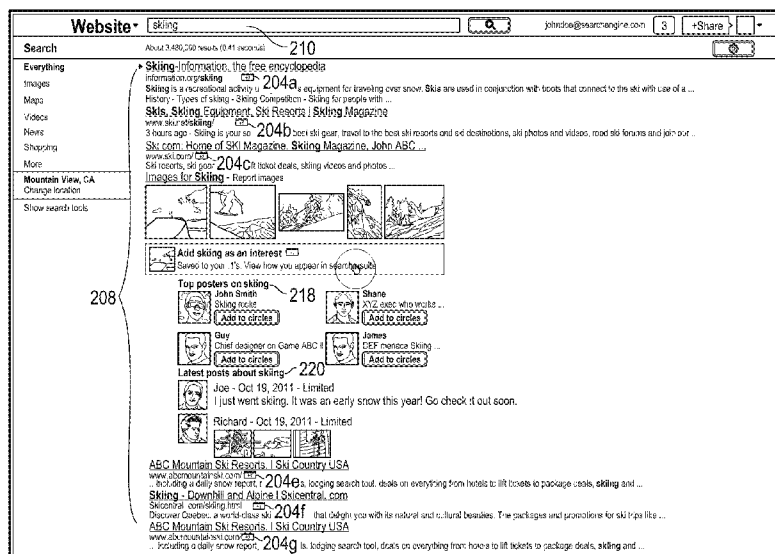 Website skiing johndoe@searchengine.com 3 +Share
Search About 3,480,000 results (0.41 seconds) 210
Everything
Images
Maps
Videos
News
Shopping
More
Mountain View, CA
Change location
Show search tools
208
Skiing-Information, the free encyclopedia
information.org/skiing 204a
Skiing is a recreational activity u s equipment for traveling over snow. Skis are used in conjunction with boots that connect to the ski with use of a ...
History - Types of skiing - Skiing Competition - Skiing for people with ...
Skis, Skiing Equipment, Ski Resorts | Skiing Magazine
www.skinet/skiing/ 204b
3 hours ago - Skiing is your so best ski gear, travel to the best ski resorts and ski destinations, ski photos and videos, read ski forums and join our ...
Ski com: Home of SKI Magazine, Skiing Magazine, John ABC ...
www.ski.com/ 204c
Ski resorts, ski gear ft ticket deals, skiing videos and photos ...
Images for Skiing - Report images
Add skiing as an interest
Saved to your 1's. View how you appear in search
Top posters on skiing 218
John Smith
Skiing rocks
Add to circles
Shane
XYZ exec who works ...
Add to circles
Guy
Chief designer on Game ABC
Add to circles
James
DEF Skiing ...
Add to circles
Latest posts about skiing 220
Joe - Oct 19, 2011 - Limited
I just went skiing. It was an early snow this year! Go check it out soon.
Richard - Oct 19, 2011 - Limited
ABC Mountain Ski Resorts, | Ski Country USA
www.abcmountainski.com/ 204e
... including a daily snow report, r s, lodging search tool, deals on everything from hotels to lift tickets to package deals, skiing and ...
Skiing - Downhill and Alpine | Skicentral. com
Skicentral .com/skiing.html 204f
Discover Quebec, a world-class ski that delight you with its natural and cultural beauties. The packages and promotions for ski trips like ...
ABC Mountain Ski Resorts, | Ski Country USA
www.abcmountainski.com/ 204g
... including a daily snow report, ls, lodging search tool, deals on everything from hotels to lift tickets to package deals, skiing and ...